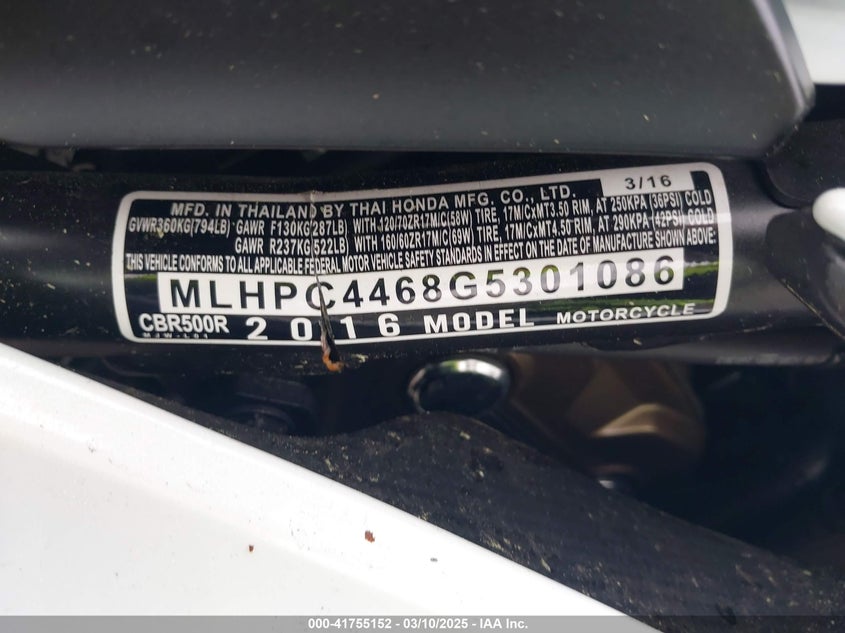 3/16
MFD. IN THAILAND BY THAI HONDA MFG. CO., LTD.
GVWR360KG(794LB) GAWR F130KG(287LB) WITH 120/70ZR17M/C(58W) TIRE, 17M/CxMT3.50 RIM, AT 250KPA (36PSI) COLD
GAWR R237KG(522LB) WITH 160/60ZR17M/C(69W) TIRE, 17M/CxMT4.50 RIM, AT 290KPA (42PSI) COLD
THIS VEHICLE CONFORMS TO ALL APPLICABLE FEDERAL MOTOR VEHICLE SAFETY STANDARDS IN EFFECT ON THE DATE OF MANUFACTURE SHOWN ABOVE.
MLHPC4468G5301086
CBR500R 2016 MODEL MOTORCYCLE
MJW-L01
000-41755152 - 03/10/2025 - IAA Inc.